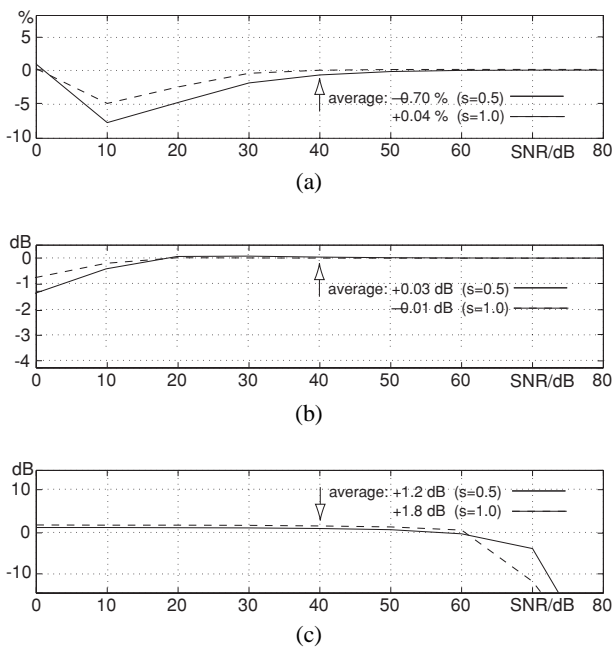 %
5
0
-5
-10
average: −0.70 % (s=0.5)
+0.04 % (s=1.0)
0 10 20 30 40 50 60 SNR/dB 80
(a)
dB
0
-1
-2
-3
-4
average: +0.03 dB (s=0.5)
−0.01 dB (s=1.0)
0 10 20 30 40 50 60 SNR/dB 80
(b)
dB
10
0
-10
average: +1.2 dB (s=0.5)
+1.8 dB (s=1.0)
0 10 20 30 40 50 60 SNR/dB 80
(c)